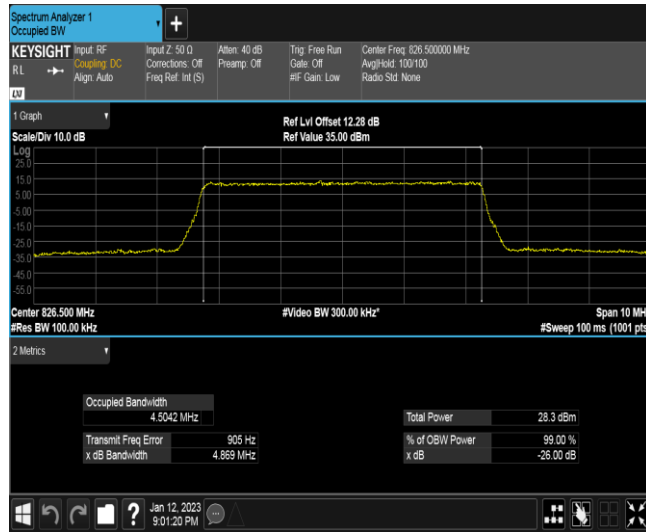 Spectrum Analyzer 1
Occupied BW
+
KEYSIGHT
RL
LXI
Input: RF
Coupling: DC
Align: Auto
Input Z: 50 Ω
Corrections: Off
Freq Ref: Int (S)
Atten: 40 dB
Preamp: Off
Trig: Free Run
Gate: Off
#IF Gain: Low
Center Freq: 826.500000 MHz
Avg|Hold: 100/100
Radio Std: None
1 Graph
Scale/Div 10.0 dB
Ref Lvl Offset 12.28 dB
Ref Value 35.00 dBm
Log
25.0
15.0
5.00
-5.00
-15.0
-25.0
-35.0
-45.0
-55.0
Center 826.500 MHz
#Res BW 100.00 kHz
#Video BW 300.00 kHz*
Span 10 MH
#Sweep 100 ms (1001 pts
2 Metrics
Occupied Bandwidth
4.5042 MHz
Transmit Freq Error 905 Hz
x dB Bandwidth 4.869 MHz
Total Power 28.3 dBm
% of OBW Power 99.00 %
x dB -26.00 dB
?
Jan 12, 2023
9:01:20 PM